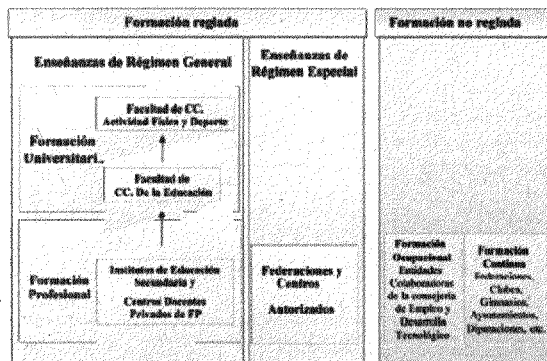 Formación reglada
Formación no reglada
Enseñanzas de Régimen General
Enseñanzas de
Régimen Especial
Formación
Universitari..
Facultad de CC.
Actividad Física y Deporte
Facultad de
CC. De la Educación
Formación
Profesional
Institutos de Educación
Secundaria y
Centros Docentes
Privados de FP
Federaciones y
Centros
Autorizados
Formación
Ocupacional
Entidades
Colaboradoras
de la consejería
de Empleo y
Desarrollo
Tecnológico
Formación
Continua
Federaciones,
Clubes,
Gimnasios,
Ayuntamientos,
Diputaciones, etc.